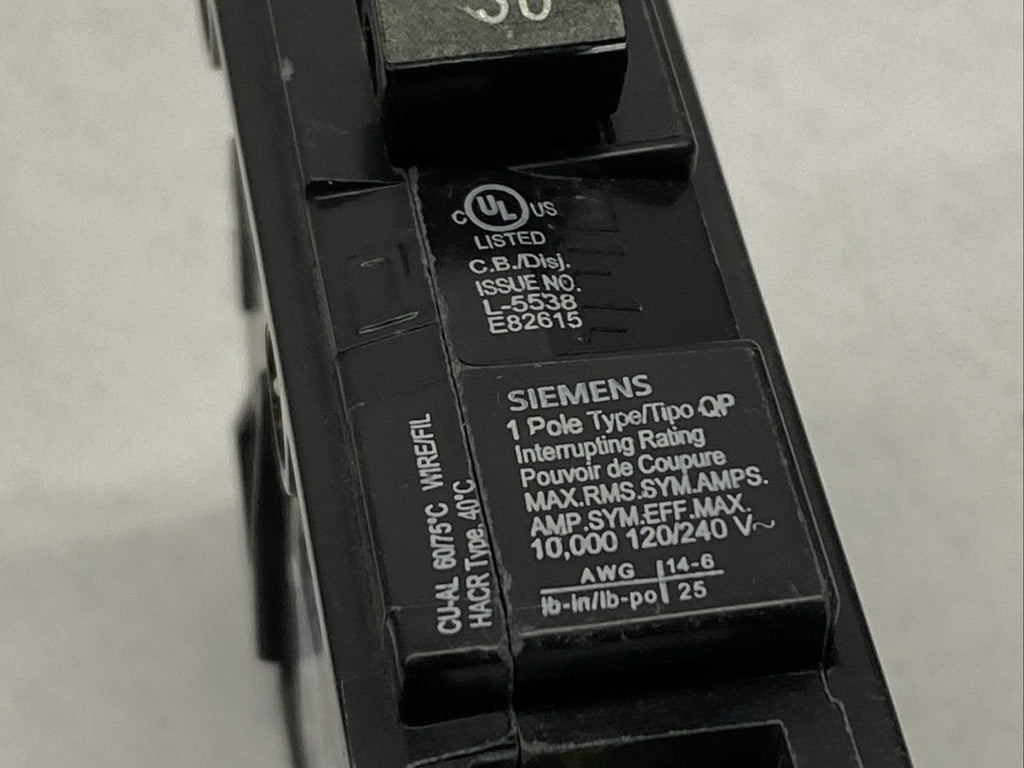 30
C UL US
LISTED
C.B./Disj.
ISSUE NO.
L-5538
E82615
SIEMENS
1 Pole Type/Tipo QP
Interrupting Rating
Pouvoir de Coupure
MAX.RMS.SYM.AMPS.
AMP.SYM.EFF.MAX.
10,000 120/240 V~
AWG 14-6
lb-in/lb-po 25
CU-AL 60/75°C WIRE/FIL
HACR Type. 40°C